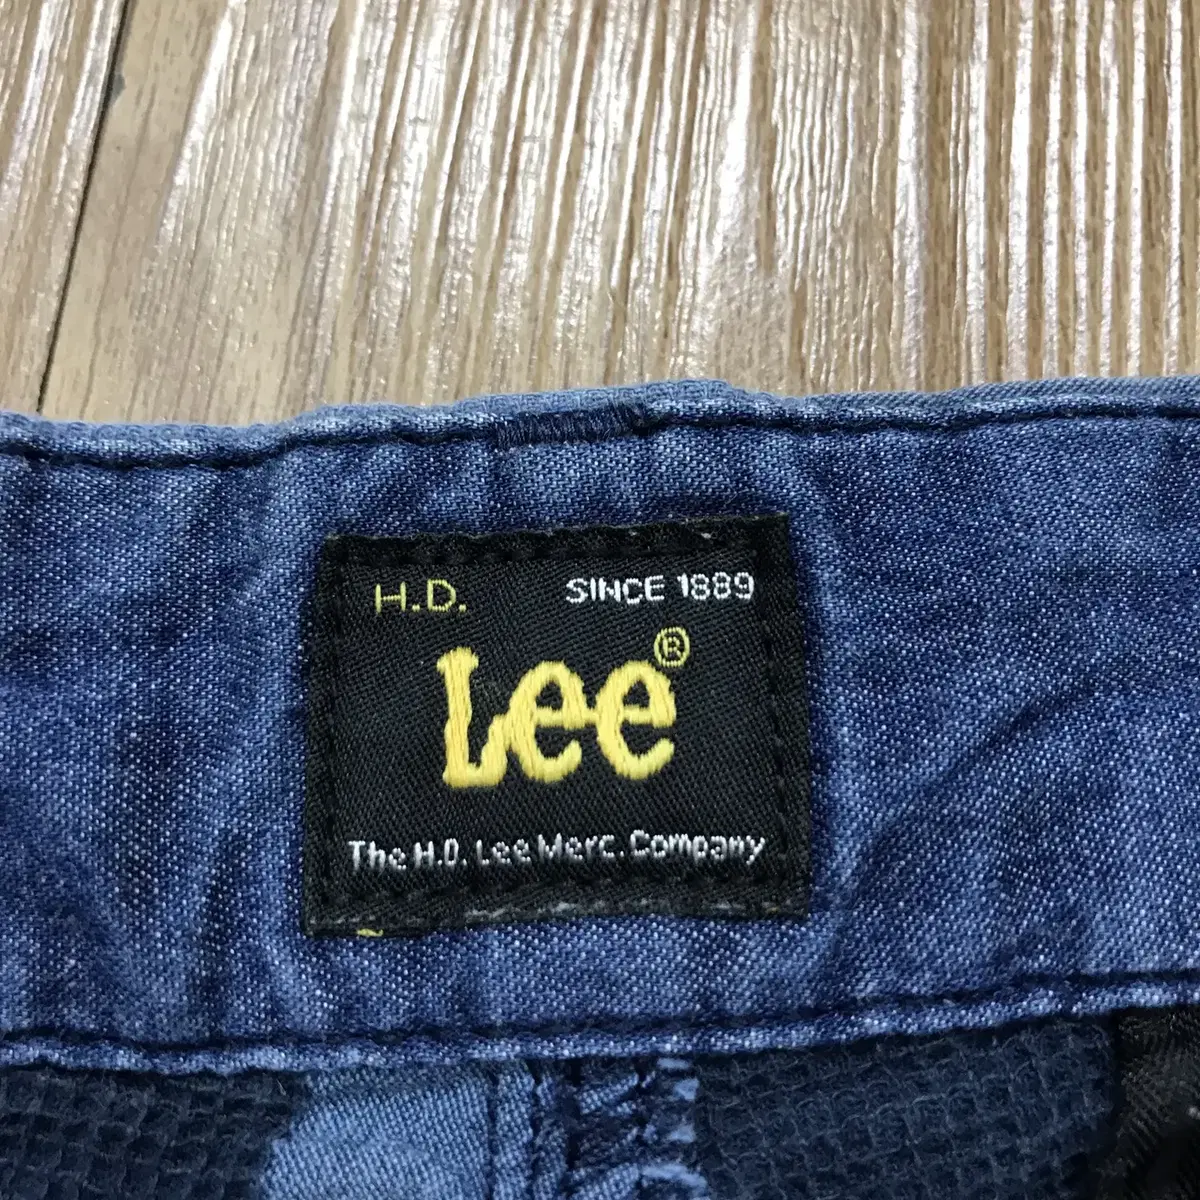 H.D. SINCE 1889
Lee®
The H.D. Lee Merc. Company